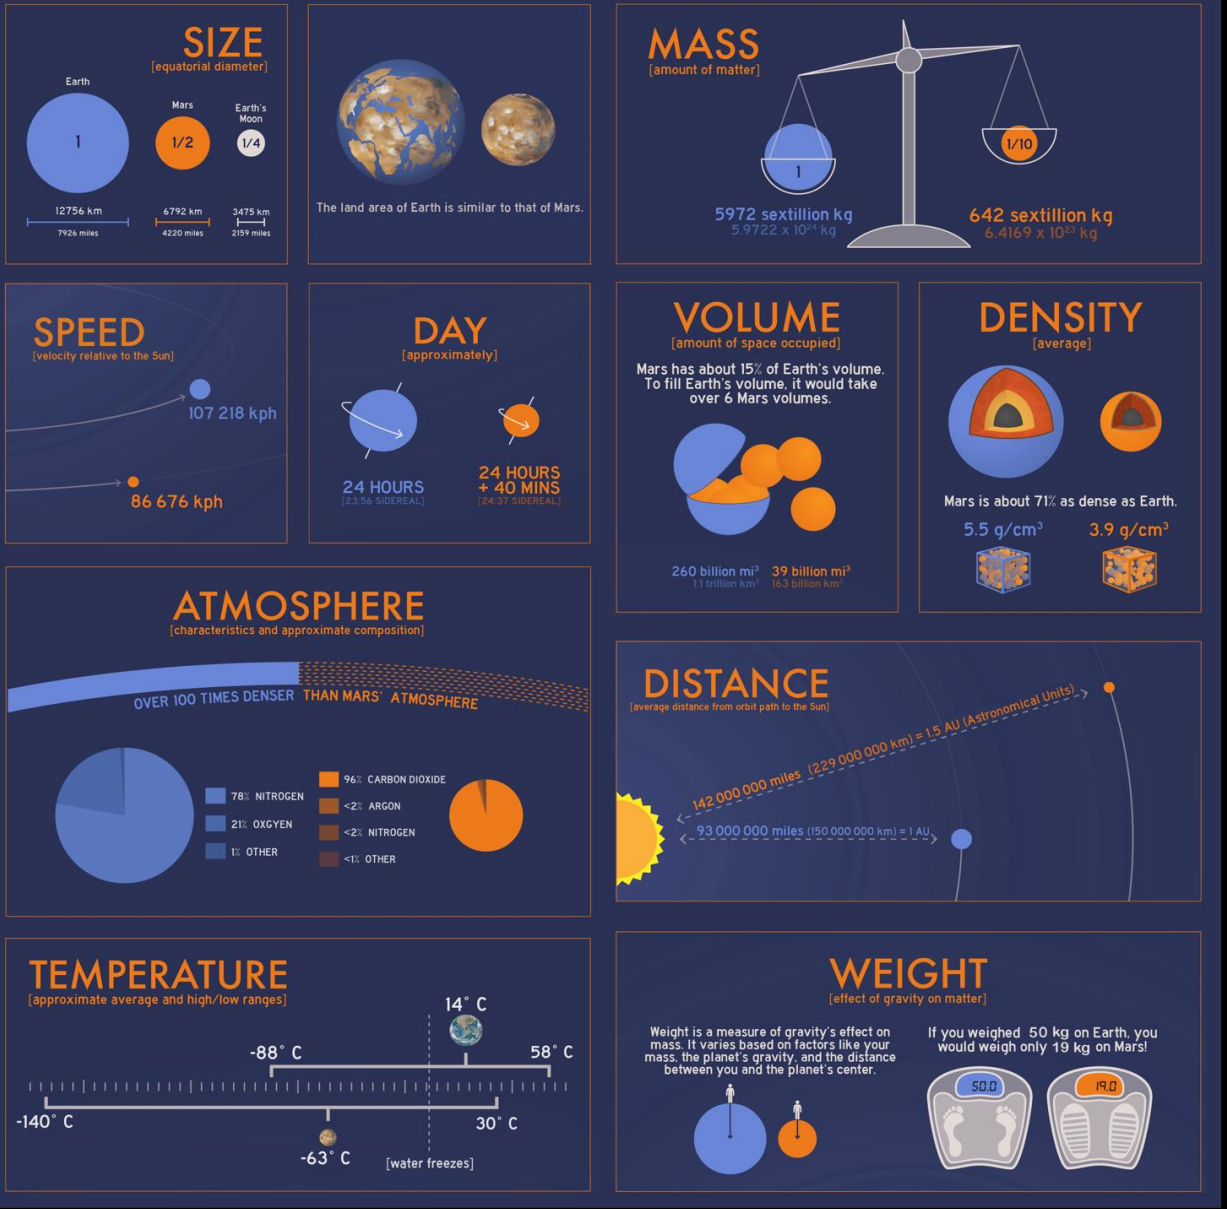 SIZE
[equatorial diameter]
Earth
Mars
Earth's
Moon
1
1/2
1/4
12756 km
6792 km
3475 km
7926 miles
4220 miles
2159 miles
The land area of Earth is similar to that of Mars.
MASS
[amount of matter]
1
1/10
5972 sextillion kg
5.9722 x 10²⁴ kg
642 sextillion kg
6.4169 x 10²³ kg
SPEED
[velocity relative to the Sun]
107 218 kph
86 676 kph
DAY
[approximately]
24 HOURS
[23:56 SIDEREAL]
24 HOURS
+ 40 MINS
[24:37 SIDEREAL]
VOLUME
[amount of space occupied]
Mars has about 15% of Earth's volume.
To fill Earth's volume, it would take
over 6 Mars volumes.
260 billion mi³
1.1 trillion km³
39 billion mi³
163 billion km³
DENSITY
[average]
Mars is about 71% as dense as Earth.
5.5 g/cm³
3.9 g/cm³
ATMOSPHERE
[characteristics and approximate composition]
OVER 100 TIMES DENSER THAN MARS' ATMOSPHERE
78% NITROGEN
21% OXGYEN
1% OTHER
96% CARBON DIOXIDE
<2% ARGON
<2% NITROGEN
<1% OTHER
DISTANCE
[average distance from orbit path to the Sun]
142 000 000 miles (229 000 000 km) = 1.5 AU (Astronomical Units)
93 000 000 miles (150 000 000 km) = 1 AU
TEMPERATURE
[approximate average and high/low ranges]
14° C
-88° C
58° C
-140° C
30° C
-63° C
[water freezes]
WEIGHT
[effect of gravity on matter]
Weight is a measure of gravity's effect on
mass. It varies based on factors like your
mass, the planet's gravity, and the distance
between you and the planet's center.
If you weighed 50 kg on Earth, you
would weigh only 19 kg on Mars!
50.0
19.0